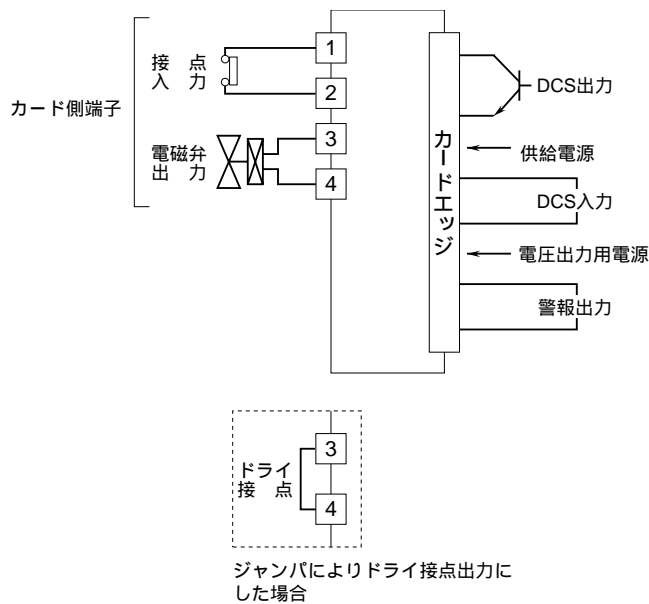 接 点
入 力
カード側端子
電磁弁
出 力
1
2
3
4
カードエッジ
DCS出力
供給電源
DCS入力
電圧出力用電源
警報出力
ドライ
接 点
3
4
ジャンパによりドライ接点出力に
した場合